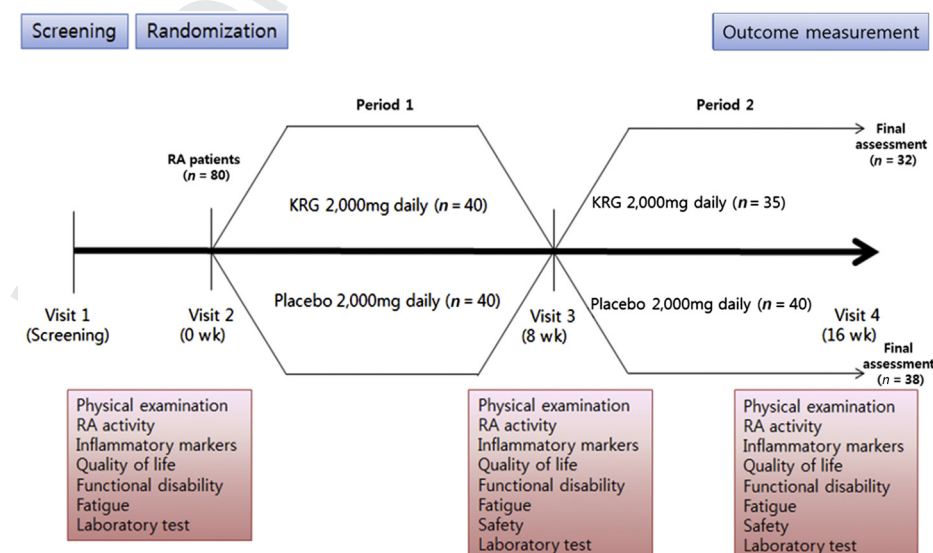 Screening
Randomization
Outcome measurement
Period 1
Period 2
RA patients
(n = 80)
Final
assessment
(n = 32)
KRG 2,000mg daily (n = 40)
KRG 2,000mg daily (n = 35)
Placebo 2,000mg daily (n = 40)
Placebo 2,000mg daily (n = 40)
Visit 1
(Screening)
Visit 2
(0 wk)
Visit 3
(8 wk)
Visit 4
(16 wk)
Final
assessment
(n = 38)
Physical examination
RA activity
Inflammatory markers
Quality of life
Functional disability
Fatigue
Laboratory test
Physical examination
RA activity
Inflammatory markers
Quality of life
Functional disability
Fatigue
Safety
Laboratory test
Physical examination
RA activity
Inflammatory markers
Quality of life
Functional disability
Fatigue
Safety
Laboratory test